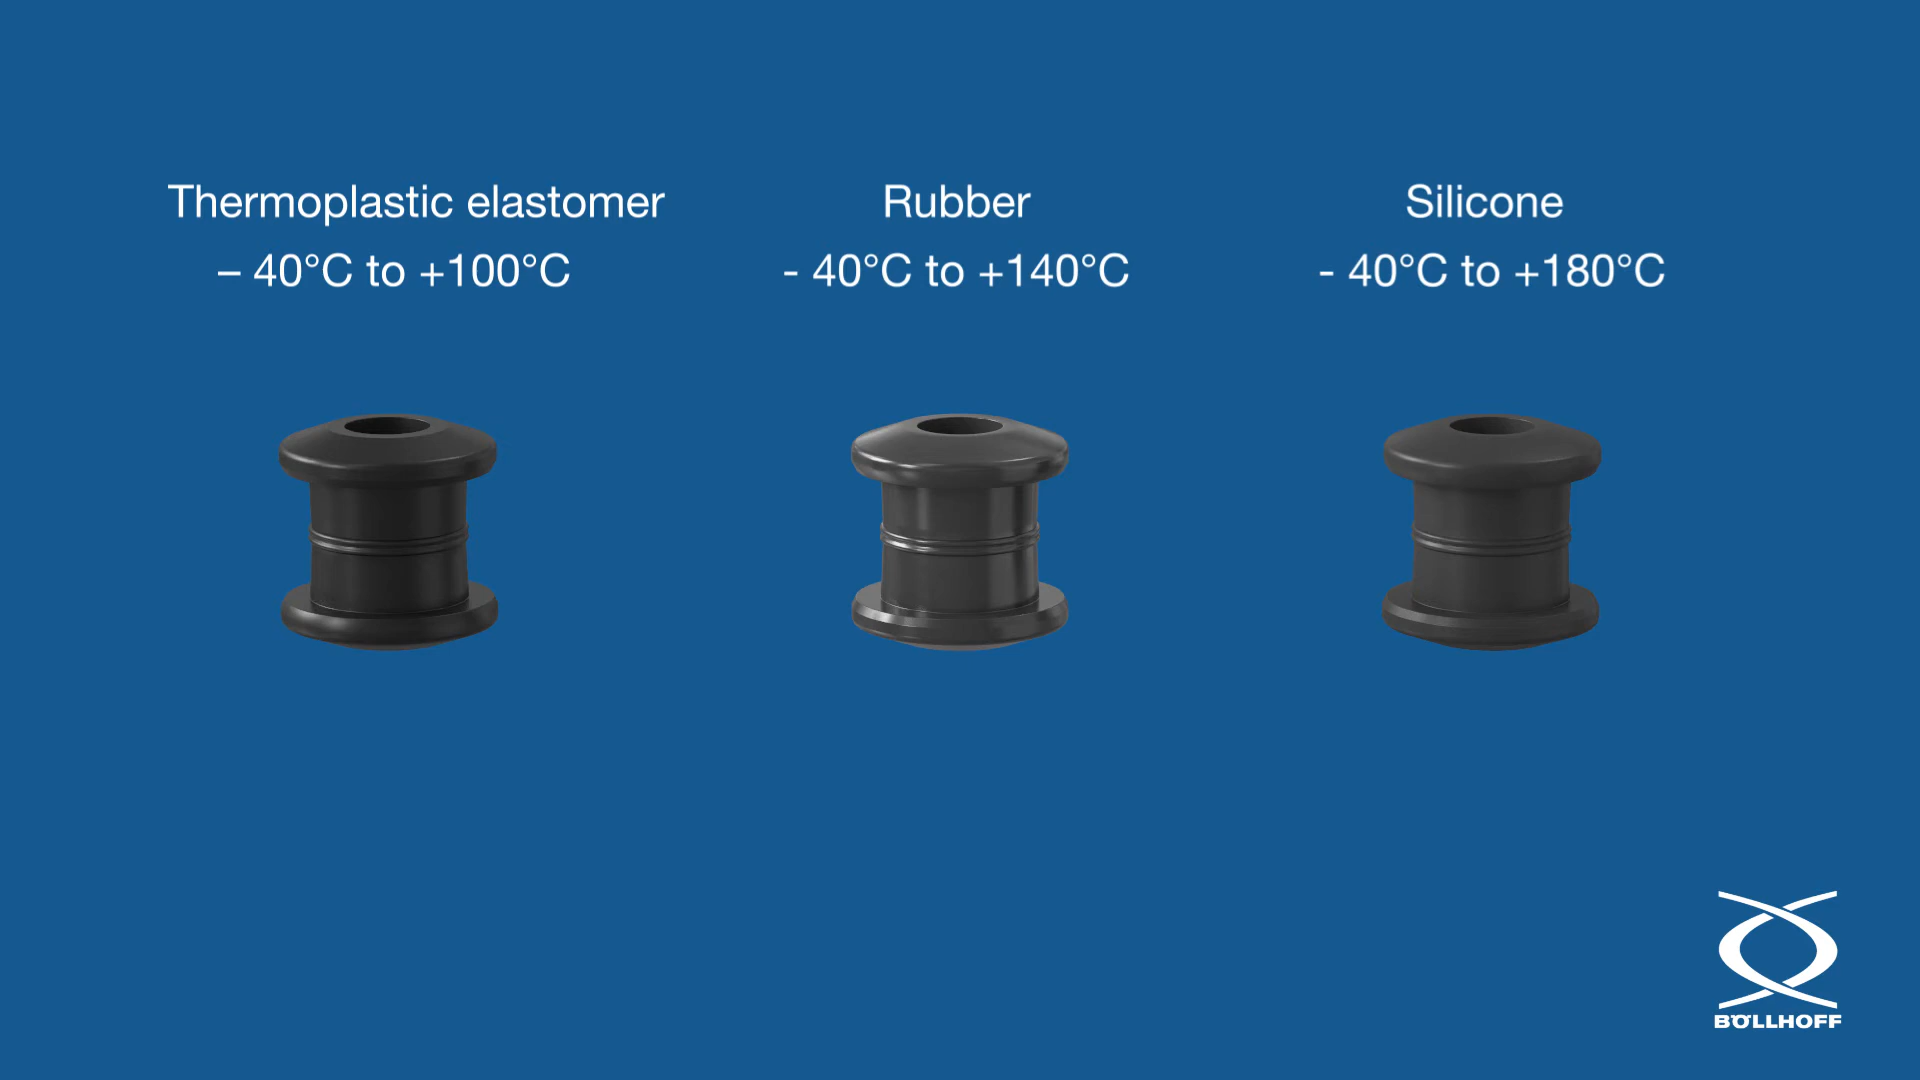 Thermoplastic elastomer
– 40°C to +100°C
Rubber
- 40°C to +140°C
Silicone
- 40°C to +180°C
BÖLLHOFF